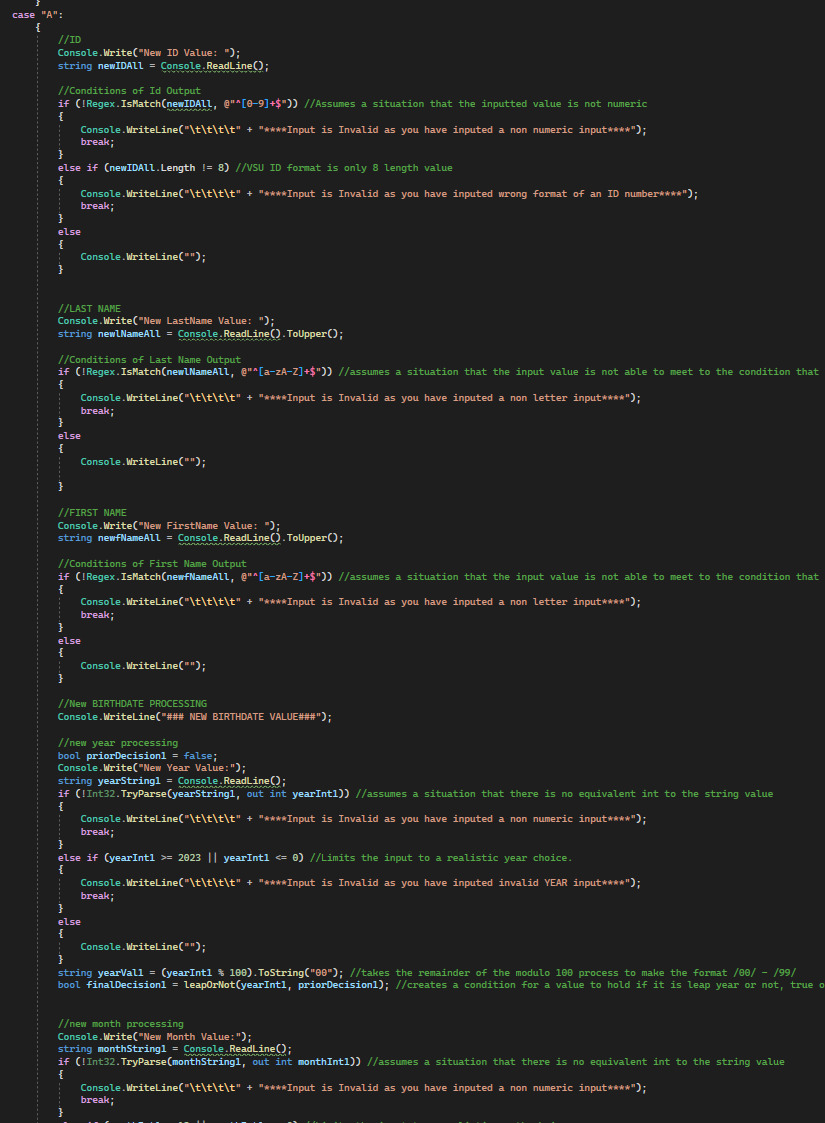 }
case "A":
{
//ID
Console.Write("New ID Value: ");
string newIDAll = Console.ReadLine();
//Conditions of Id Output
if (!Regex.IsMatch(newIDAll, @"^[0-9]+$")) //Assumes a situation that the inputted value is not numeric
{
Console.WriteLine("\t\t\t\t" + "****Input is Invalid as you have inputed a non numeric input****");
break;
}
else if (newIDAll.Length != 8) //VSU ID format is only 8 length value
{
Console.WriteLine("\t\t\t\t" + "****Input is Invalid as you have inputed wrong format of an ID number****");
break;
}
else
{
Console.WriteLine("");
}
//LAST NAME
Console.Write("New LastName Value: ");
string newlNameAll = Console.ReadLine().ToUpper();
//Conditions of Last Name Output
if (!Regex.IsMatch(newlNameAll, @"^[a-zA-Z]+$")) //assumes a situation that the input value is not able to meet to the condition that
{
Console.WriteLine("\t\t\t\t" + "****Input is Invalid as you have inputed a non letter input****");
break;
}
else
{
Console.WriteLine("");
}
//FIRST NAME
Console.Write("New FirstName Value: ");
string newfNameAll = Console.ReadLine().ToUpper();
//Conditions of First Name Output
if (!Regex.IsMatch(newfNameAll, @"^[a-zA-Z]+$")) //assumes a situation that the input value is not able to meet to the condition that
{
Console.WriteLine("\t\t\t\t" + "****Input is Invalid as you have inputed a non letter input****");
break;
}
else
{
Console.WriteLine("");
}
//New BIRTHDATE PROCESSING
Console.WriteLine("### NEW BIRTHDATE VALUE###");
//new year processing
bool priorDecision1 = false;
Console.Write("New Year Value:");
string yearString1 = Console.ReadLine();
if (!Int32.TryParse(yearString1, out int yearInt1)) //assumes a situation that there is no equivalent int to the string value
{
Console.WriteLine("\t\t\t\t" + "****Input is Invalid as you have inputed a non numeric input****");
break;
}
else if (yearInt1 >= 2023 || yearInt1 <= 0) //Limits the input to a realistic year choice.
{
Console.WriteLine("\t\t\t\t" + "****Input is Invalid as you have inputed invalid YEAR input****");
break;
}
else
{
Console.WriteLine("");
}
string yearVal1 = (yearInt1 % 100).ToString("00"); //takes the remainder of the modulo 100 process to make the format /00/ - /99/
bool finalDecision1 = leapOrNot(yearInt1, priorDecision1); //creates a condition for a value to hold if it is leap year or not, true o
//new month processing
Console.Write("New Month Value:");
string monthString1 = Console.ReadLine();
if (!Int32.TryParse(monthString1, out int monthInt1)) //assumes a situation that there is no equivalent int to the string value
{
Console.WriteLine("\t\t\t\t" + "****Input is Invalid as you have inputed a non numeric input****");
break;
}